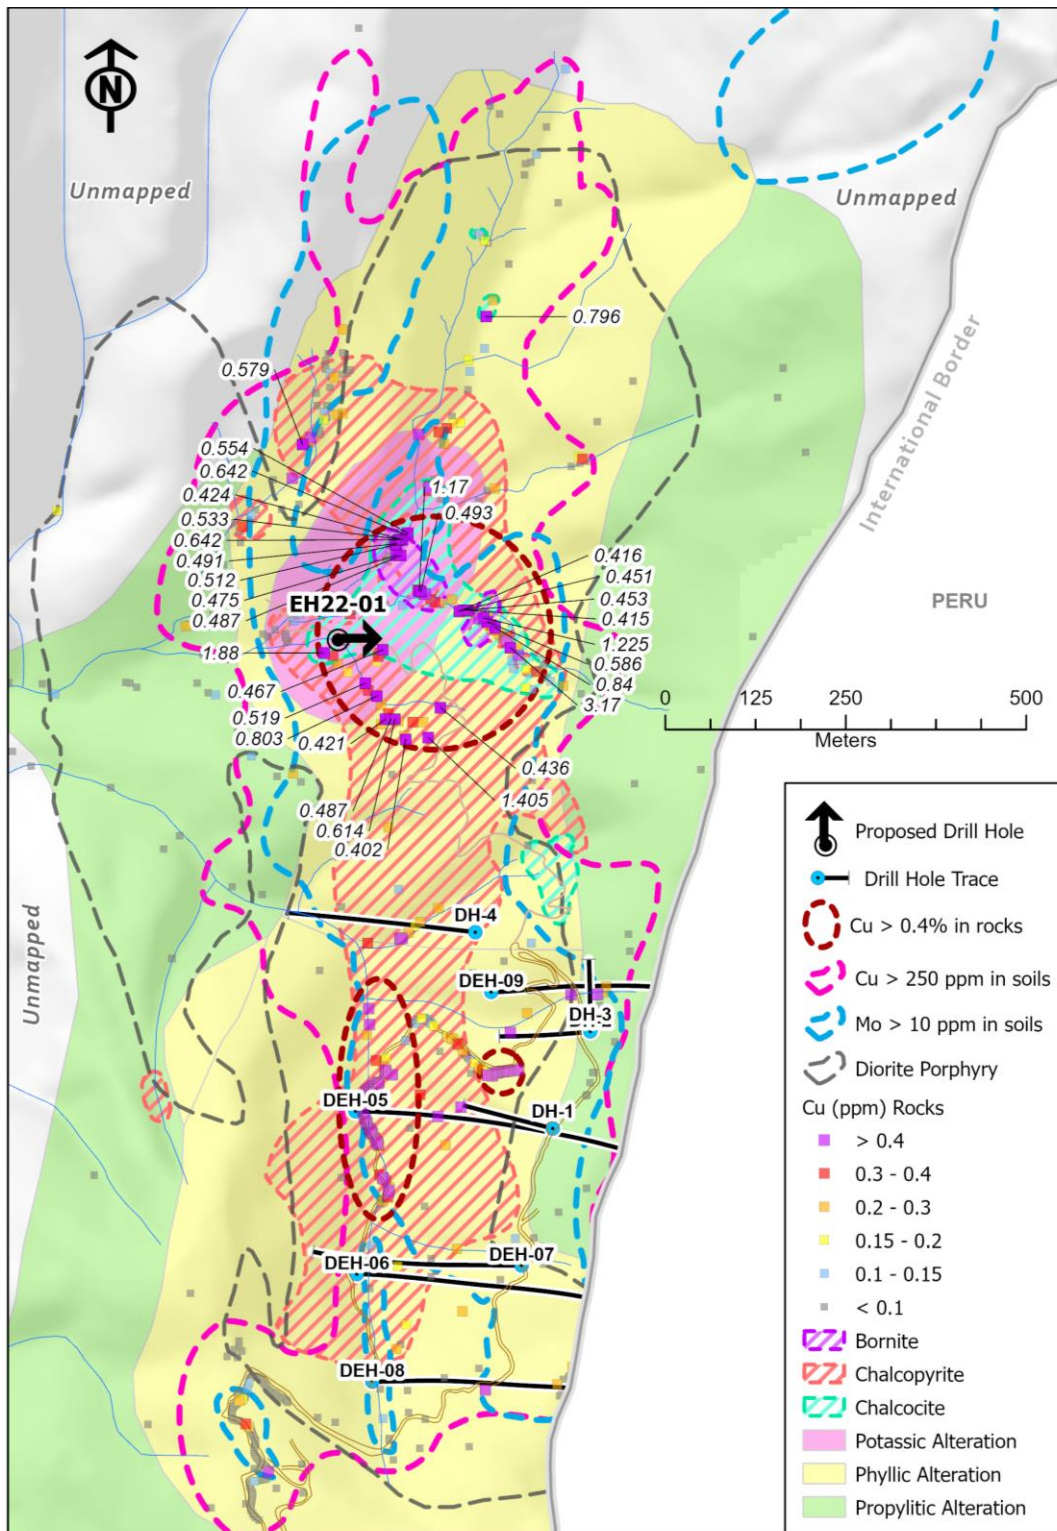 N
Unmapped
Unmapped
0.796
0.579
International Border
0.554
0.642
0.424
0.533
0.642
0.491
0.512
0.475
0.487
1.17
0.493
0.416
0.451
0.453
0.415
1.225
0.586
0.84
3.17
EH22-01
PERU
1.88
0.467
0.519
0.803
0.421
0.436
1.405
0.487
0.614
0.402
0 125 250 500
Meters
Unmapped
DH-4
DEH-09
DH-3
DEH-05
DH-1
DEH-06
DEH-07
DEH-08
Proposed Drill Hole
Drill Hole Trace
Cu > 0.4% in rocks
Cu > 250 ppm in soils
Mo > 10 ppm in soils
Diorite Porphyry
Cu (ppm) Rocks
> 0.4
0.3 - 0.4
0.2 - 0.3
0.15 - 0.2
0.1 - 0.15
< 0.1
Bornite
Chalcopyrite
Chalcocite
Potassic Alteration
Phyllic Alteration
Propylitic Alteration